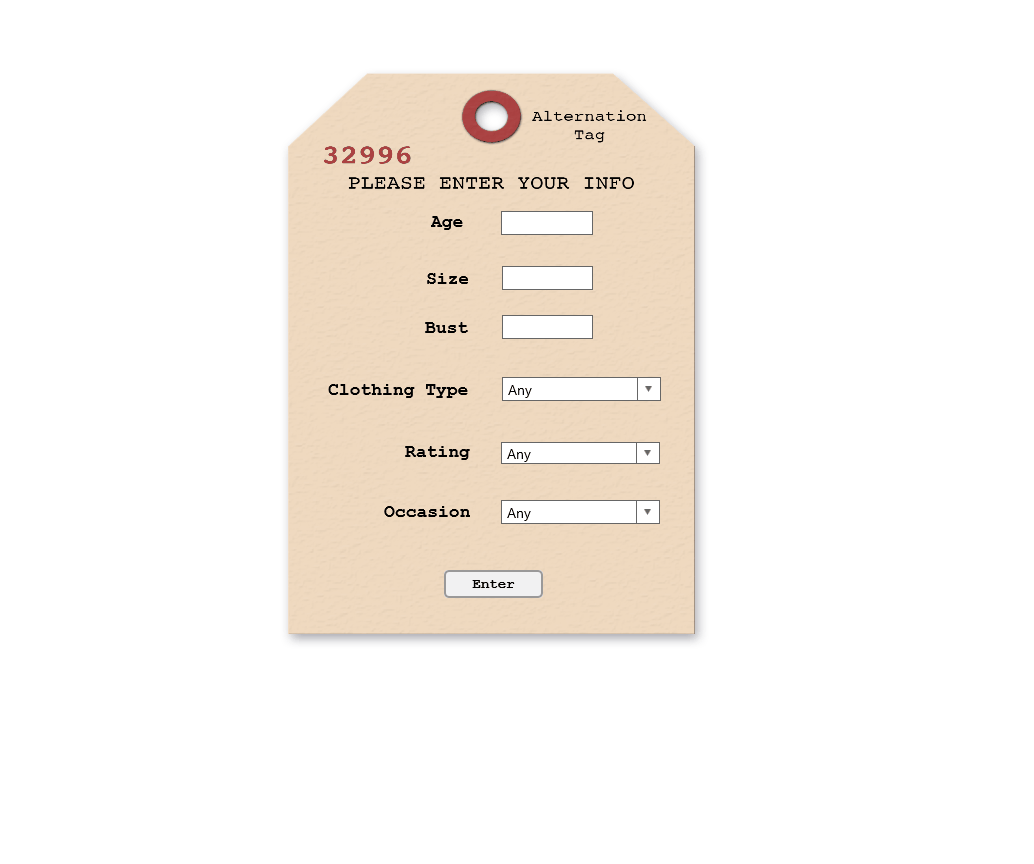 Alternation
Tag
32996
PLEASE ENTER YOUR INFO
Age
Size
Bust
Clothing Type Any
Rating Any
Occasion Any
Enter